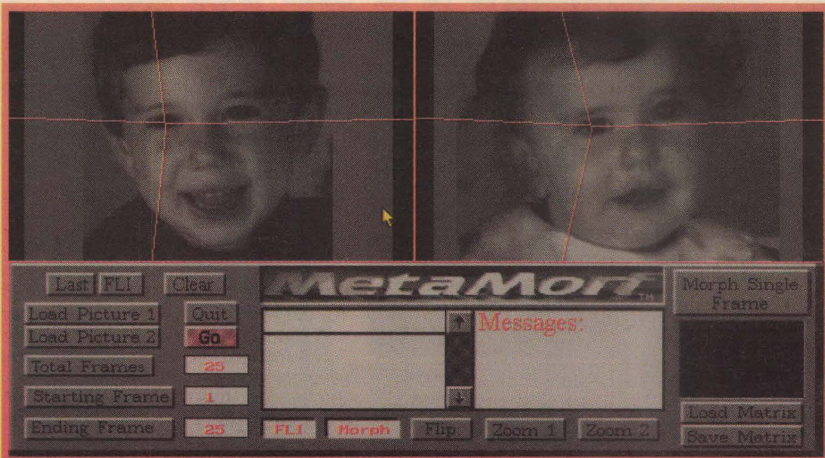 Last FLI Clear
MetaMorf™
Morph Single
Frame
Load Picture 1 Quit
Load Picture 2 Go
Messages:
Total Frames 25
Starting Frame 1
Ending Frame 25
FLI Morph Flip Zoom 1 Zoom 2
Load Matrix
Save Matrix